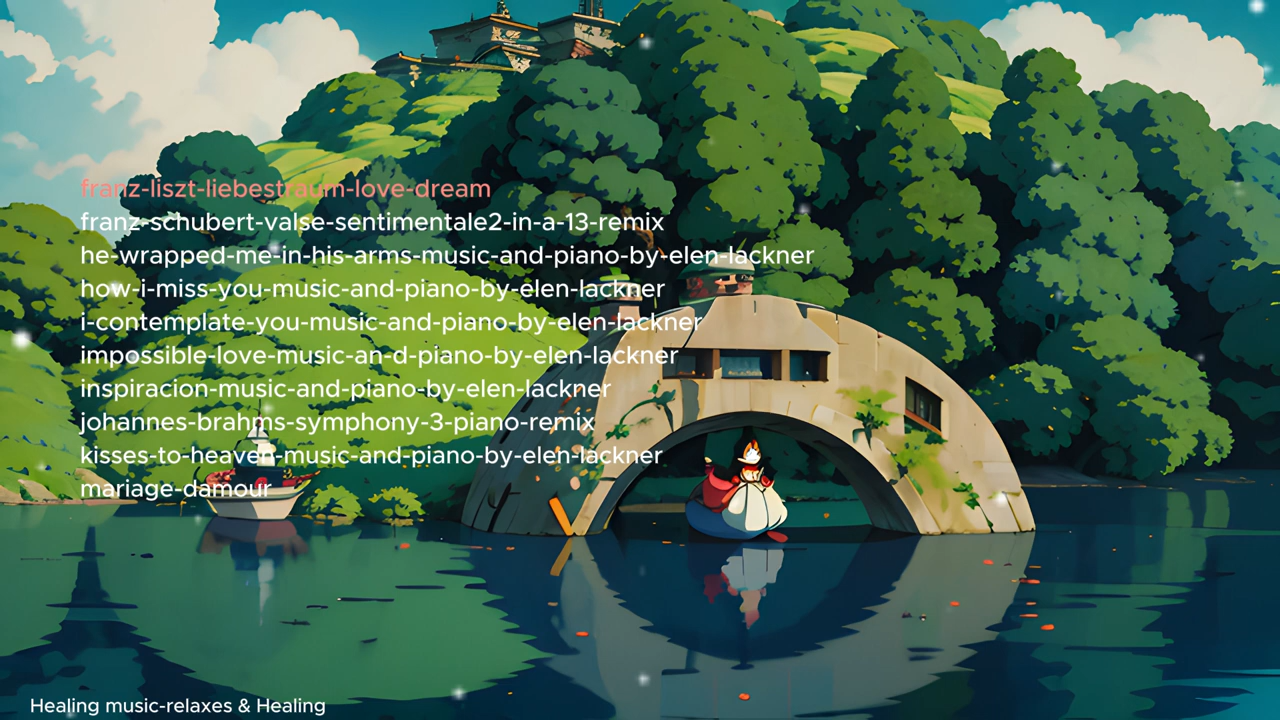 franz-liszt-liebestraum-love-dream
franz-schubert-valse-sentimentale2-in-a-13-remix
he-wrapped-me-in-his-arms-music-and-piano-by-elen-lackner
how-i-miss-you-music-and-piano-by-elen-lackner
i-contemplate-you-music-and-piano-by-elen-lackner
impossible-love-music-an-d-piano-by-elen-lackner
inspiracion-music-and-piano-by-elen-lackner
johannes-brahms-symphony-3-piano-remix
kisses-to-heaven-music-and-piano-by-elen-lackner
mariage-damour
Healing music-relaxes & Healing